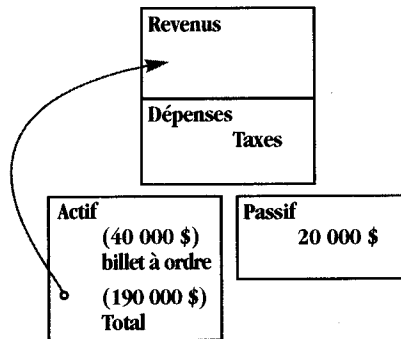 Revenus
Dépenses
Taxes
Actif
(40 000 $)
billet à ordre
(190 000 $)
Total
Passif
20 000 $